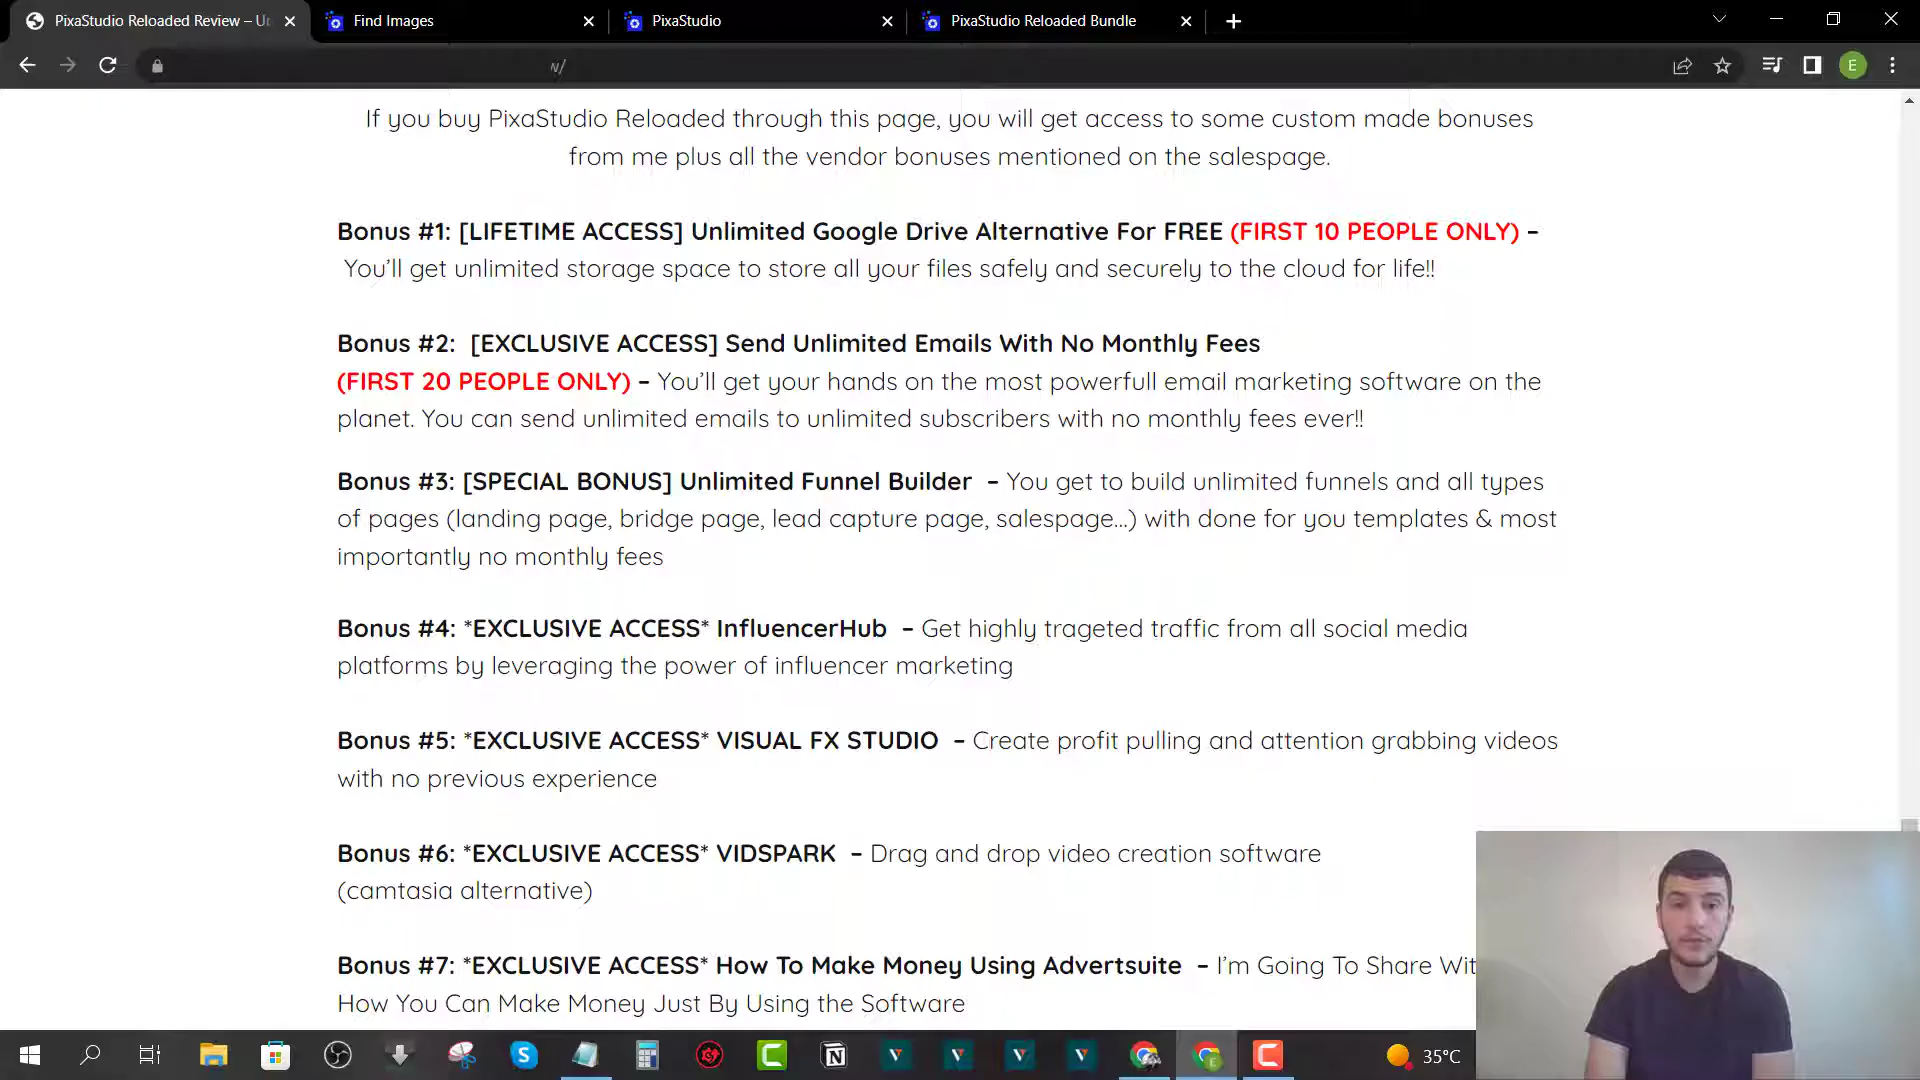 PixaStudio Reloaded Review – Un
Find Images
PixaStudio
PixaStudio Reloaded Bundle
E
If you buy PixaStudio Reloaded through this page, you will get access to some custom made bonuses
from me plus all the vendor bonuses mentioned on the salespage.
Bonus #1: [LIFETIME ACCESS] Unlimited Google Drive Alternative For FREE (FIRST 10 PEOPLE ONLY) –
You’ll get unlimited storage space to store all your files safely and securely to the cloud for life!!
Bonus #2: [EXCLUSIVE ACCESS] Send Unlimited Emails With No Monthly Fees
(FIRST 20 PEOPLE ONLY) – You’ll get your hands on the most powerfull email marketing software on the
planet. You can send unlimited emails to unlimited subscribers with no monthly fees ever!!
Bonus #3: [SPECIAL BONUS] Unlimited Funnel Builder – You get to build unlimited funnels and all types
of pages (landing page, bridge page, lead capture page, salespage...) with done for you templates & most
importantly no monthly fees
Bonus #4: *EXCLUSIVE ACCESS* InfluencerHub – Get highly trageted traffic from all social media
platforms by leveraging the power of influencer marketing
Bonus #5: *EXCLUSIVE ACCESS* VISUAL FX STUDIO – Create profit pulling and attention grabbing videos
with no previous experience
Bonus #6: *EXCLUSIVE ACCESS* VIDSPARK – Drag and drop video creation software
(camtasia alternative)
Bonus #7: *EXCLUSIVE ACCESS* How To Make Money Using Advertsuite – I’m Going To Share Wit
How You Can Make Money Just By Using the Software
35°C